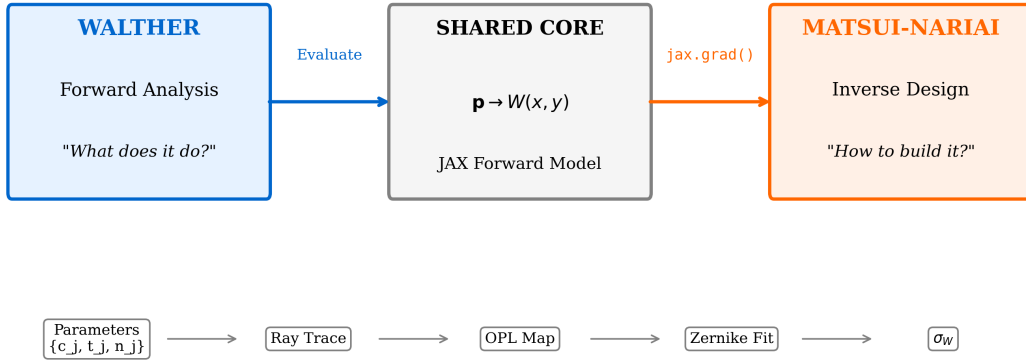 WALTHER
Forward Analysis
"What does it do?"
Evaluate
SHARED CORE
p → W(x, y)
JAX Forward Model
jax.grad()
MATSUI-NARIAI
Inverse Design
"How to build it?"
Parameters
{c_j, t_j, n_j}
Ray Trace
OPL Map
Zernike Fit
σ_W